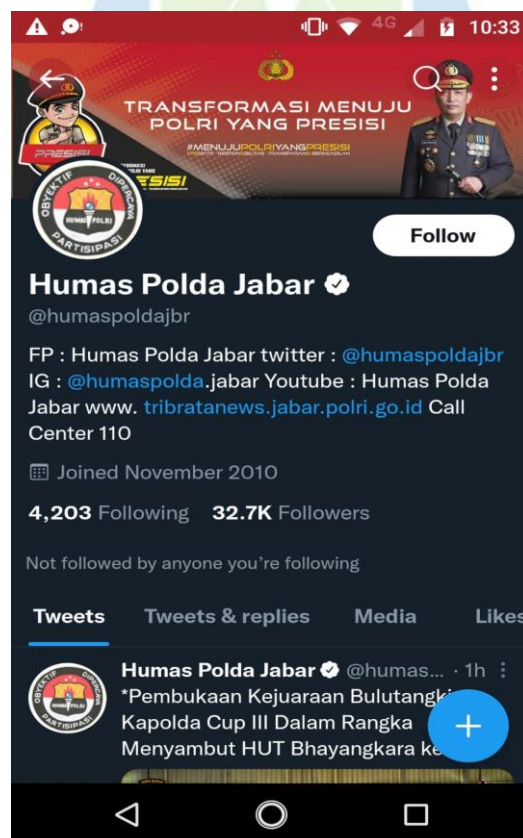 4G 10:33
TRANSFORMASI MENUJU
POLRI YANG PRESISI
#MENUJUPOLRIYANGPRESISI
PRESISI
OBYEKTIF DIPERCAYA
HUMAS POLRI
PARTISIPASI
Follow
Humas Polda Jabar
@humaspoldajbr
FP : Humas Polda Jabar twitter : @humaspoldajbr
IG : @humaspolda.jabar Youtube : Humas Polda
Jabar www. tribratanews.jabar.polri.go.id Call
Center 110
Joined November 2010
4,203 Following 32.7K Followers
Not followed by anyone you're following
Tweets Tweets & replies Media Likes
Humas Polda Jabar @humas... · 1h
*Pembukaan Kejuaraan
Kapolda Cup III Dalam Rangka
Menyambut HUT Bhayangkara